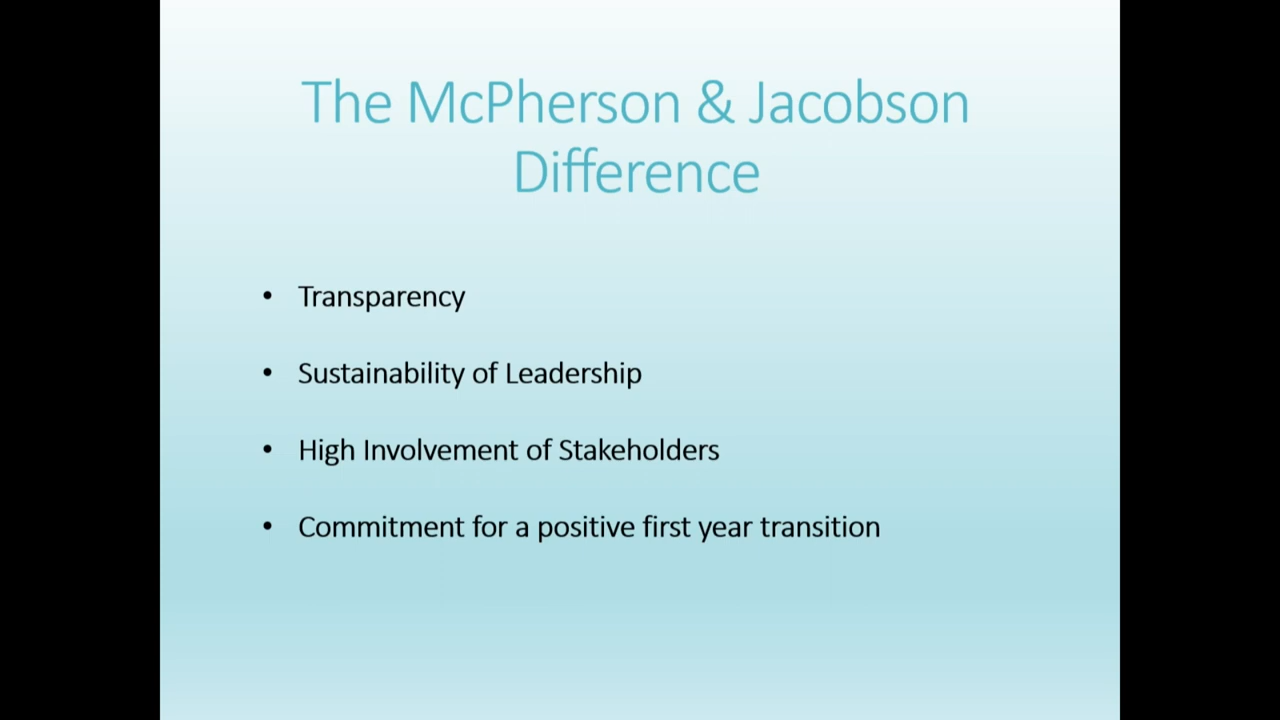 The McPherson & Jacobson
Difference
• Transparency
• Sustainability of Leadership
• High Involvement of Stakeholders
• Commitment for a positive first year transition